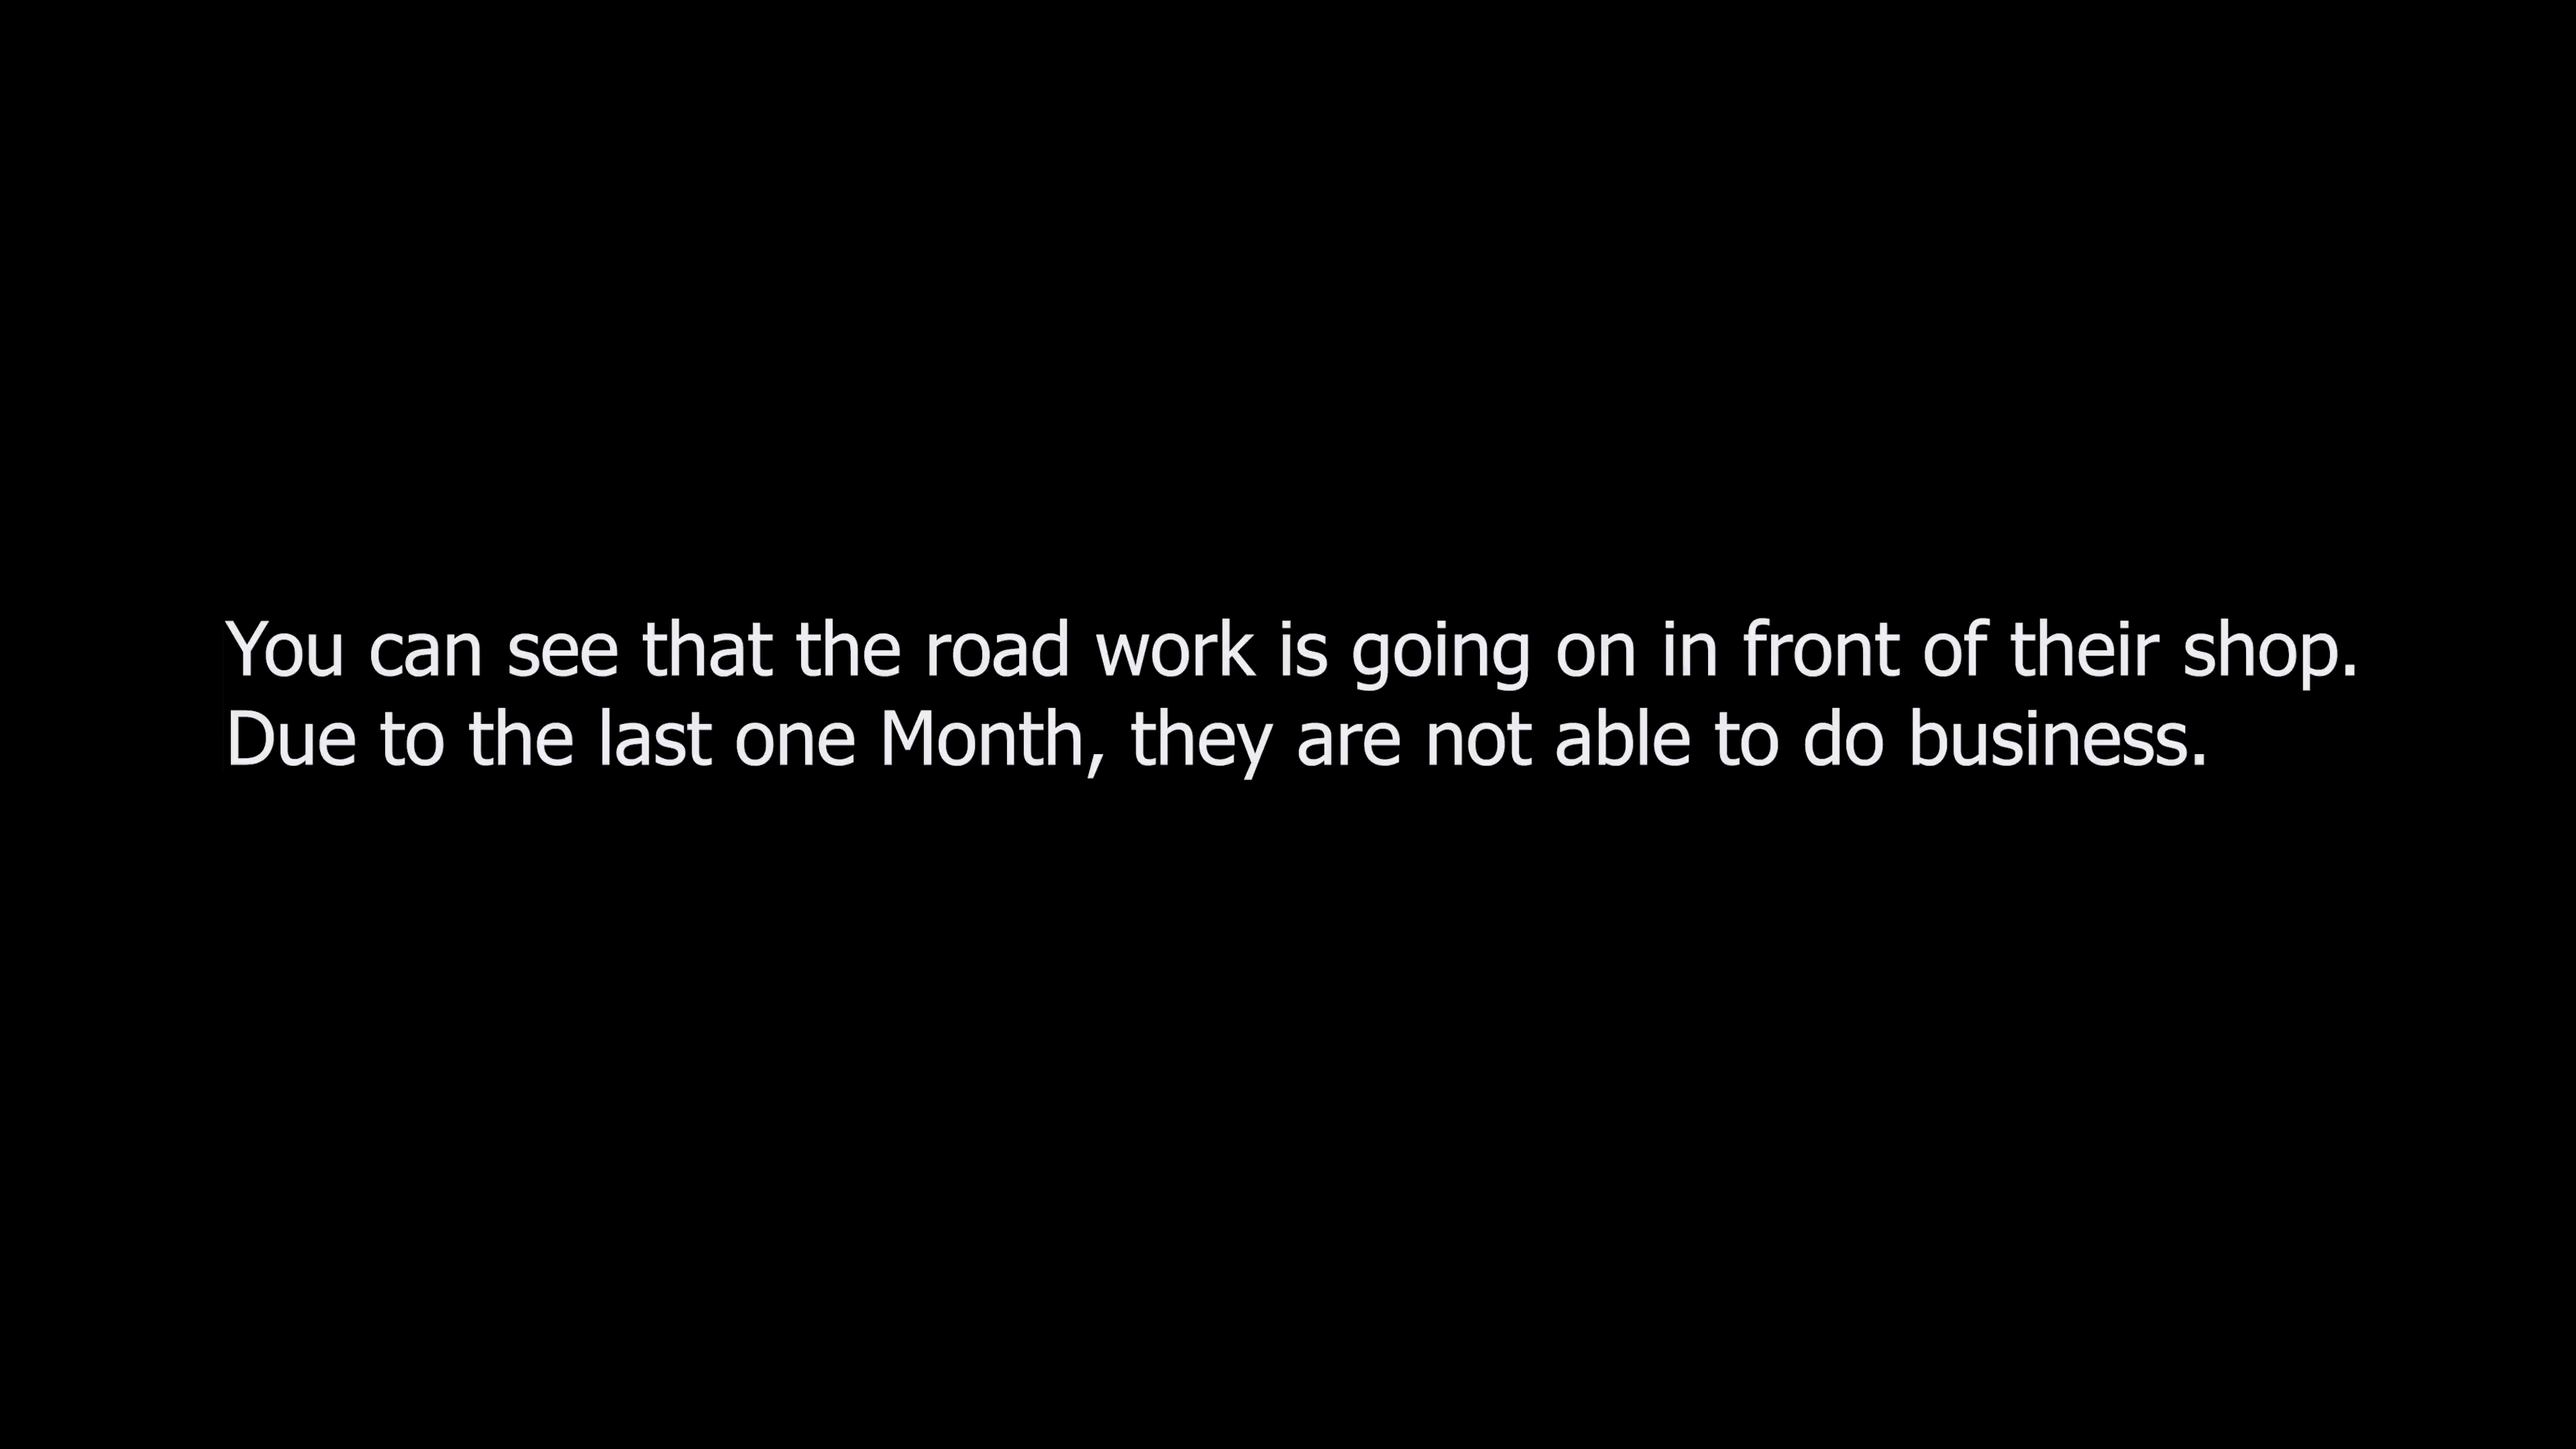 You can see that the road work is going on in front of their shop.
Due to the last one Month, they are not able to do business.